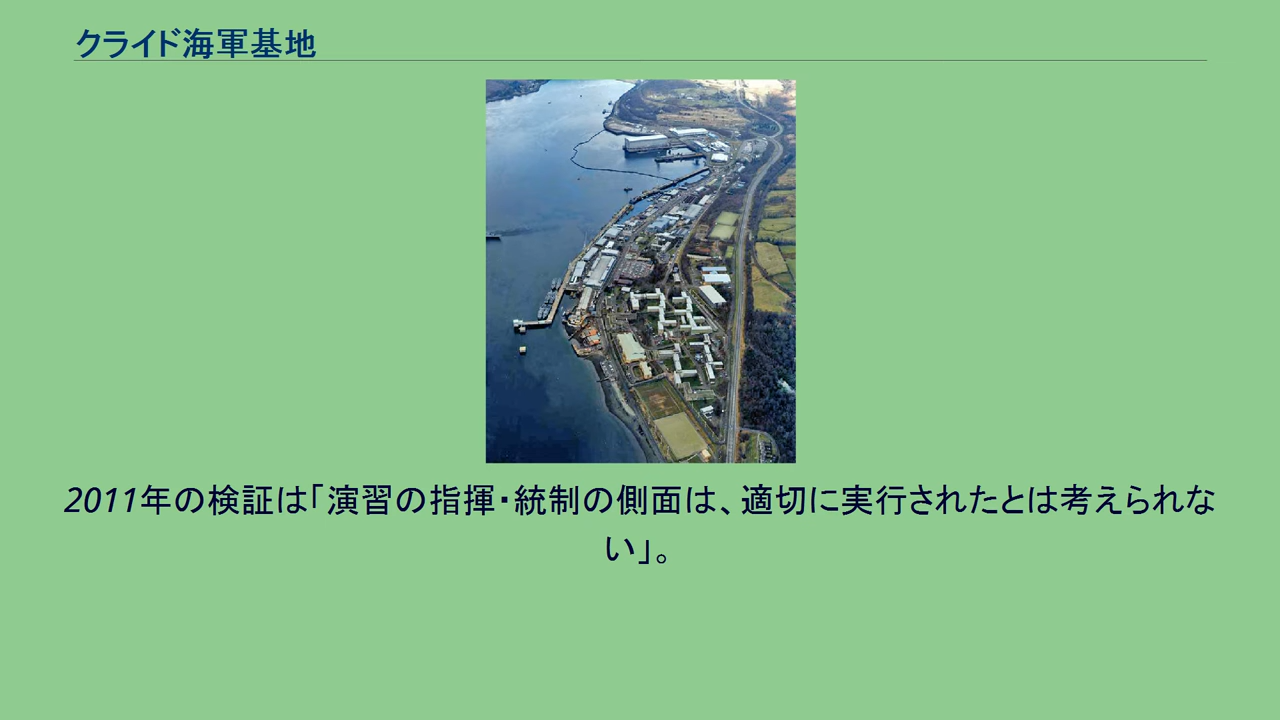 クライド海軍基地
2011年の検証は「演習の指揮・統制の側面は、適切に実行されたとは考えられな
い」。